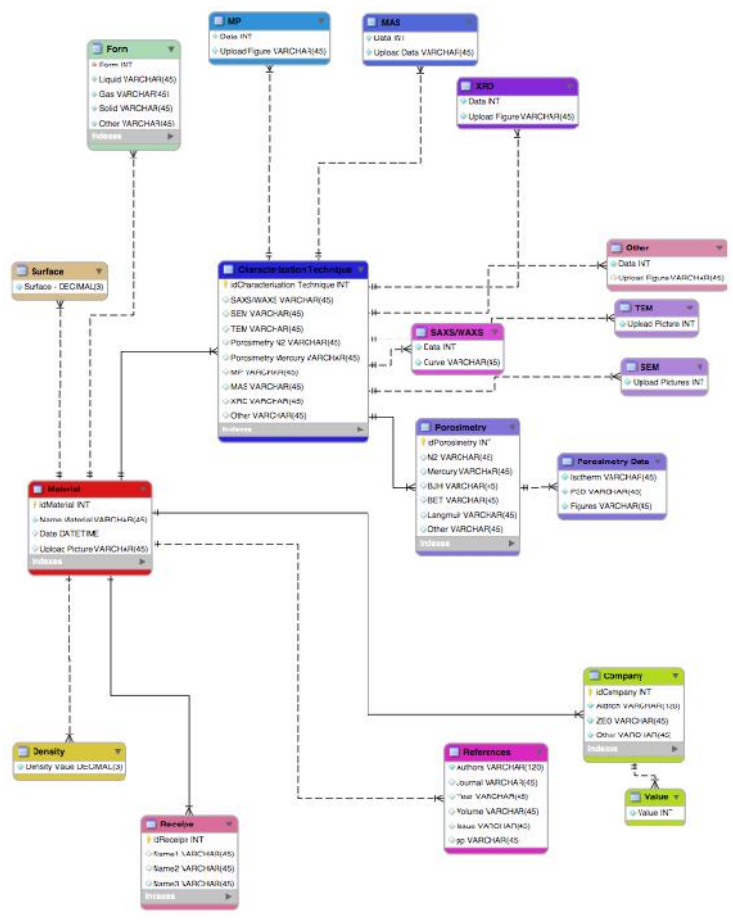 MP
Data INT
Upload Figure VARCHAR(45)
MAS
Data INT
Upload Data VARCHAR(45)
Form
Form INT
Liquid VARCHAR(45)
Gas VARCHAR(45)
Solid VARCHAR(45)
Other VARCHAR(45)
Indexes
XRD
Data INT
Upload Figure VARCHAR(45)
Surface
Surface - DECIMAL(3)
Characterization Technique
idCharacterization Technique INT
SAXS/WAXS VARCHAR(45)
SEM VARCHAR(45)
TEM VARCHAR(45)
Porosimetry N2 VARCHAR(45)
Porosimetry Mercury VARCHAR(45)
MP VARCHAR(45)
MAS VARCHAR(45)
XRD VARCHAR(45)
Other VARCHAR(45)
Indexes
Other
Data INT
Upload Figure VARCHAR(45)
TEM
Upload Picture INT
SAXS/WAXS
Data INT
Curve VARCHAR(45)
SEM
Upload Pictures INT
Porosimetry
idPorosimetry INT
N2 VARCHAR(45)
Mercury VARCHAR(45)
BJH VARCHAR(45)
BET VARCHAR(45)
Langmuir VARCHAR(45)
Other VARCHAR(45)
Indexes
Porosimetry Data
Isotherm VARCHAR(45)
PSD VARCHAR(45)
Figures VARCHAR(45)
Material
idMaterial INT
Name Material VARCHAR(45)
Date DATETIME
Upload Picture VARCHAR(45)
Indexes
Company
idCompany INT
Aldrich VARCHAR(120)
ZEO VARCHAR(45)
Other VARCHAR(45)
Indexes
Density
Density Value DECIMAL(3)
References
Authors VARCHAR(120)
Journal VARCHAR(45)
Year VARCHAR(45)
Volume VARCHAR(45)
Issue VARCHAR(45)
pp VARCHAR(45)
Value
Value INT
Receipe
idReceipe INT
Name1 VARCHAR(45)
Name2 VARCHAR(45)
Name3 VARCHAR(45)
Indexes